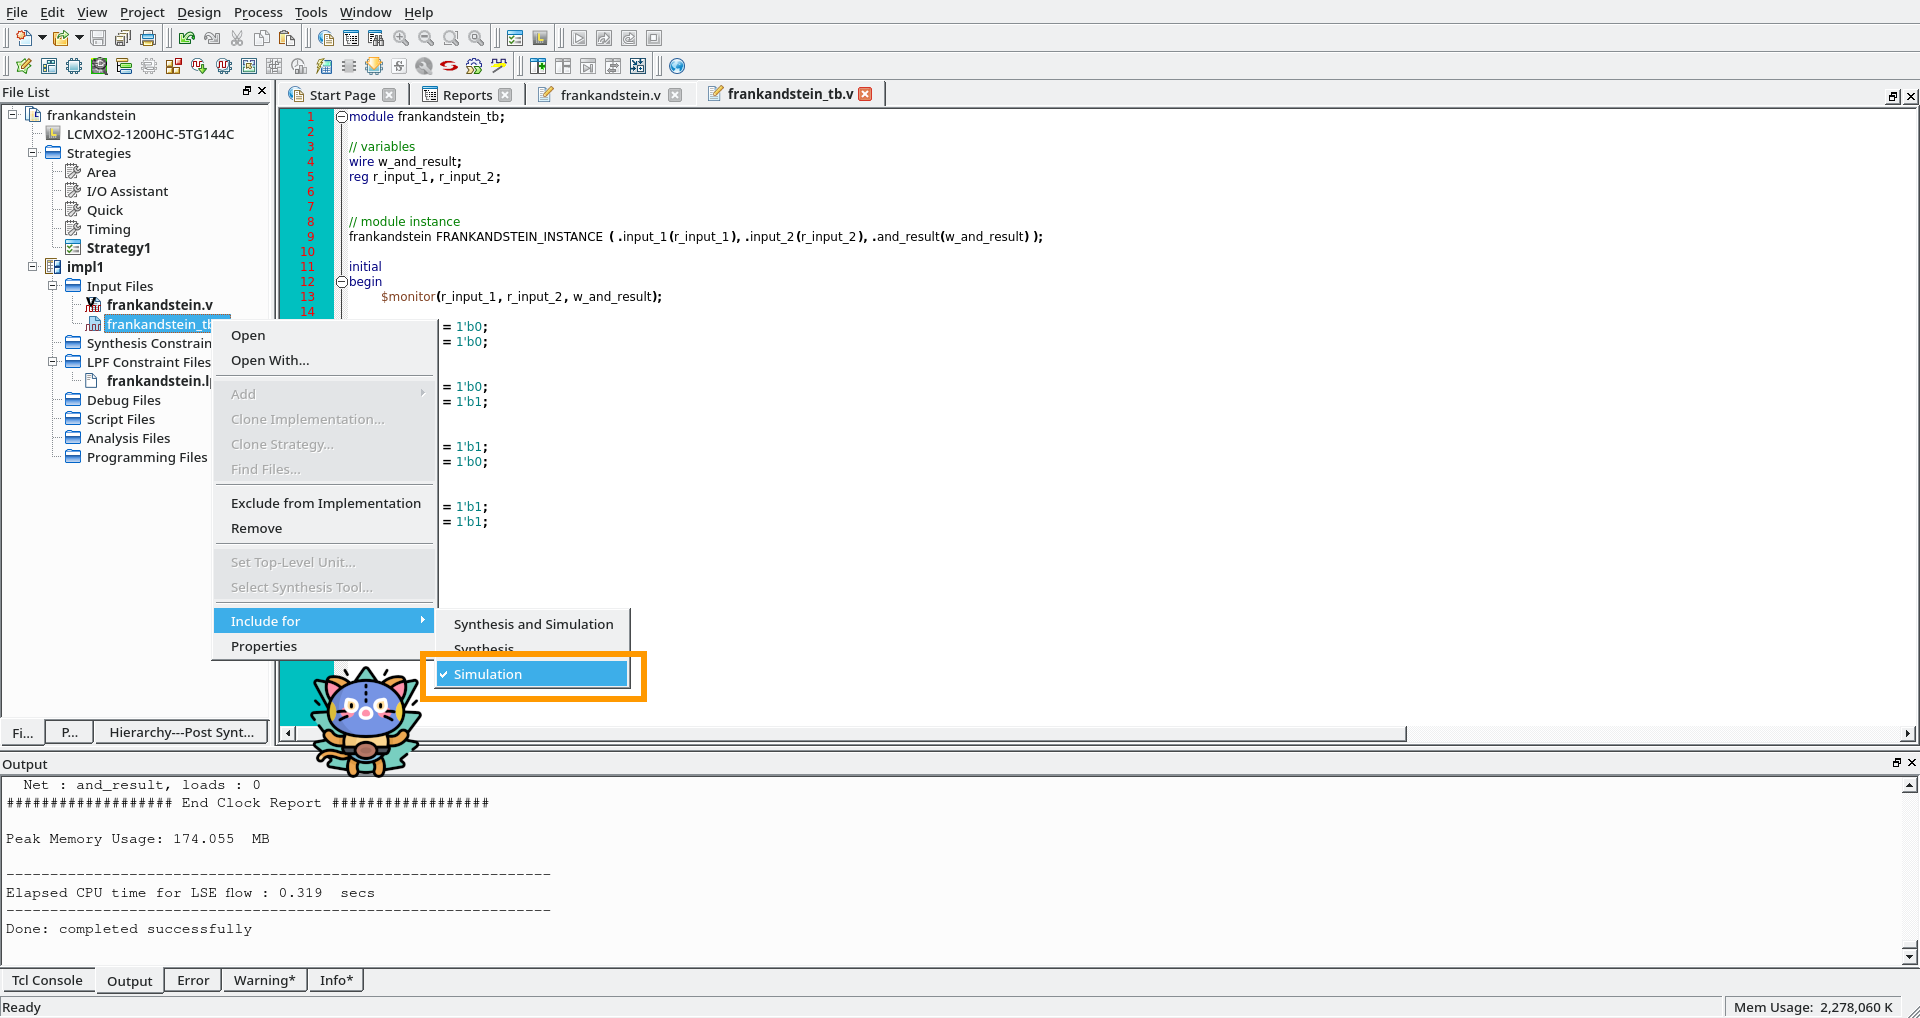 File Edit View Project Design Process Tools Window Help
File List
Start Page
Reports
frankandstein.v
frankandstein_tb.v
frankandstein
LCMXO2-1200HC-5TG144C
Strategies
Area
I/O Assistant
Quick
Timing
Strategy1
impl1
Input Files
frankandstein.v
frankandstein_tb
Synthesis Constrain
LPF Constraint Files
frankandstein.l
Debug Files
Script Files
Analysis Files
Programming Files
Fi...
P...
Hierarchy---Post Synt...
1 module frankandstein_tb;
2
3 // variables
4 wire w_and_result;
5 reg r_input_1, r_input_2;
6
7
8 // module instance
9 frankandstein FRANKANDSTEIN_INSTANCE ( .input_1(r_input_1), .input_2(r_input_2), .and_result(w_and_result) );
10
11 initial
12 begin
13 $monitor(r_input_1, r_input_2, w_and_result);
14
= 1'b0;
= 1'b0;
= 1'b0;
= 1'b1;
= 1'b1;
= 1'b0;
= 1'b1;
= 1'b1;
Open
Open With...
Add
Clone Implementation...
Clone Strategy...
Find Files...
Exclude from Implementation
Remove
Set Top-Level Unit...
Select Synthesis Tool...
Include for
Properties
Synthesis and Simulation
Synthesis
Simulation
Output
Net : and_result, loads : 0
################### End Clock Report ##################
Peak Memory Usage: 174.055 MB
--------------------------------------------------------------
Elapsed CPU time for LSE flow : 0.319 secs
--------------------------------------------------------------
Done: completed successfully
Tcl Console
Output
Error
Warning*
Info*
Ready
Mem Usage: 2,278,060 K